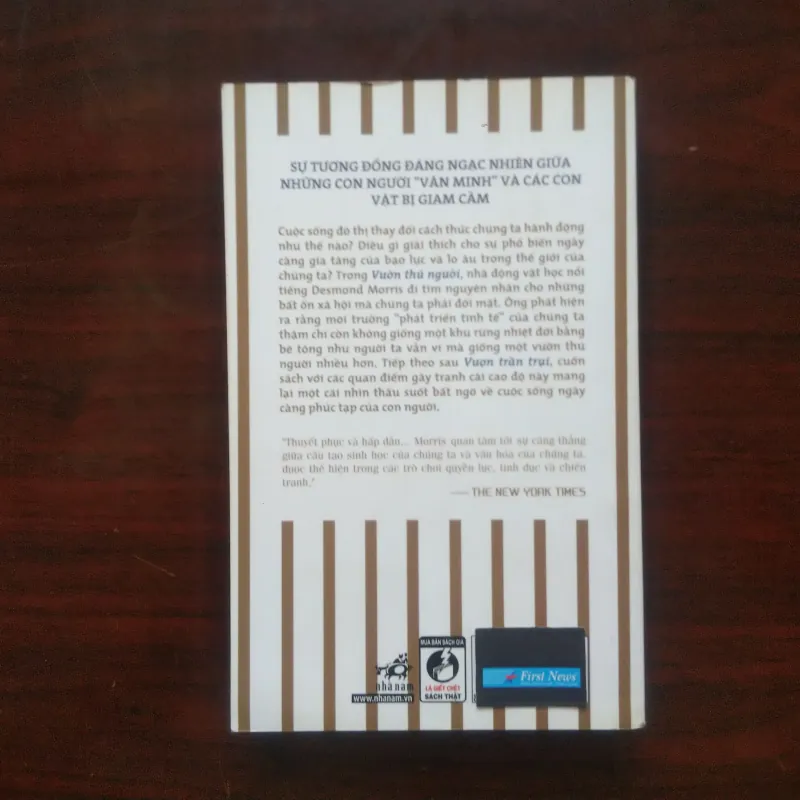 SỰ TƯƠNG ĐỒNG ĐÁNG NGẠC NHIÊN GIỮA
NHỮNG CON NGƯỜI "VĂN MINH" VÀ CÁC CON
VẬT BỊ GIAM CẦM
Cuộc sống đô thị thay đổi cách thức chúng ta hành động
như thế nào? Điều gì giải thích cho sự phổ biến ngày
càng gia tăng của bạo lực và lo âu trong thế giới của
chúng ta? Trong Vườn thú người, nhà động vật học nổi
tiếng Desmond Morris đi tìm nguyên nhân cho những
bất ổn xã hội mà chúng ta phải đối mặt. Ông phát hiện
ra rằng môi trường "phát triển tinh tế" của chúng ta
thậm chí còn không giống một khu rừng nhiệt đới bằng
bê tông như người ta vẫn ví mà giống một vườn thú
người nhiều hơn. Tiếp theo sau Vượn trần trụi, cuốn
sách với các quan điểm gây tranh cãi cao độ này mang
lại một cái nhìn thấu suốt bất ngờ về cuộc sống ngày
càng phức tạp của con người.
"Thuyết phục và hấp dẫn... Morris quan tâm tới sự căng thẳng
giữa cấu tạo sinh học của chúng ta và văn hóa của chúng ta,
được thể hiện trong các trò chơi quyền lực, tình dục và chiến
tranh."
— THE NEW YORK TIMES
nhã nam
www.nhanam.vn
MUA BÁN SÁCH GIẢ
LÀ GIẾT CHẾT
SÁCH THẬT
First News